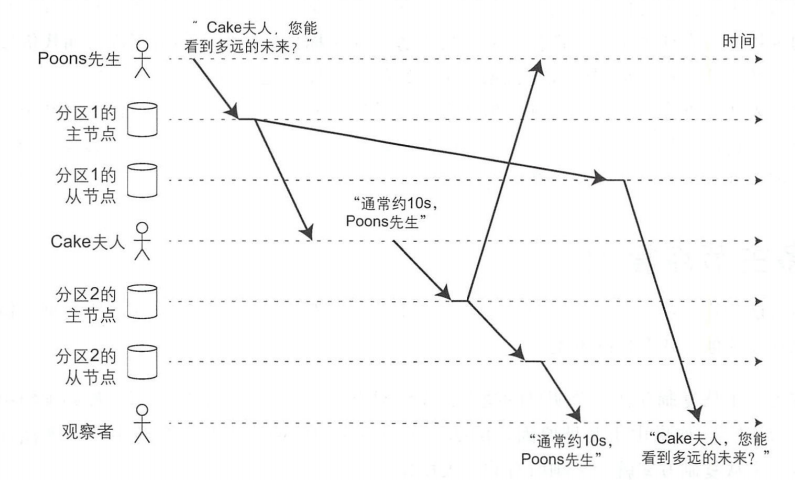 “ Cake夫人，您能
看到多远的未来？”
时间
Poons先生
分区1的
主节点
分区1的
从节点
“通常约10s，
Poons先生”
Cake夫人
分区2的
主节点
分区2的
从节点
观察者
“通常约10s，
Poons先生”
“Cake夫人，您能
看到多远的未来？”